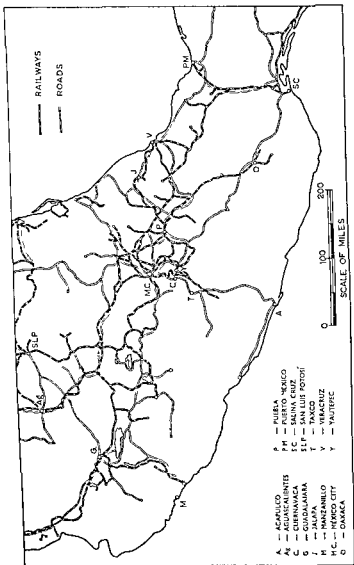 RAILWAYS
ROADS
SLP
Ag
G
M
MC
C
T
A
P
J
V
O
PM
SC
A — ACAPULCO
Ag — AGUASCALIENTES
C — CUERNAVACA
G — GUADALAJARA
J — JALAPA
M — MANZANILLO
M C. — MEXICO CITY
O — OAXACA
P — PUEBLA
P M — PUERTO MEXICO
S C — SALINA CRUZ
S L P — SAN LUIS POTOSÍ
T — TAXCO
V — VERACRUZ
Y — YAUTEPEC
0 100 200
SCALE OF MILES